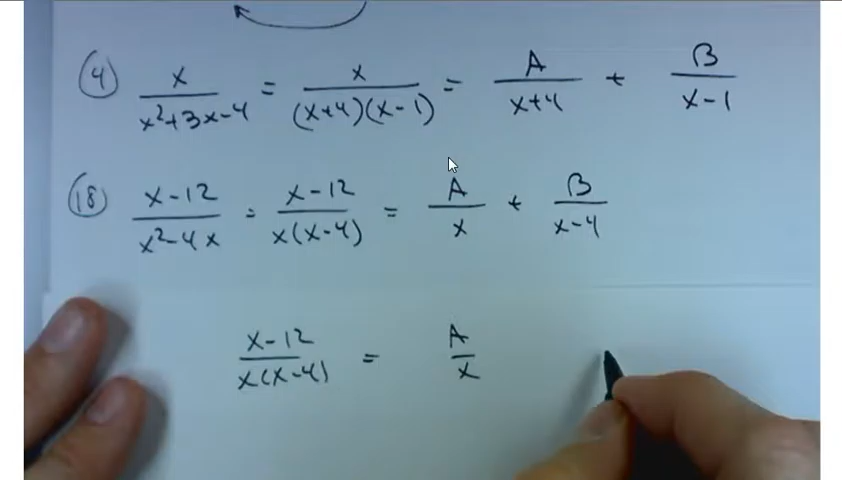 (4) x/(x²+3x-4) = x/((x+4)(x-1)) = A/(x+4) + B/(x-1)
(18) (x-12)/(x²-4x) = (x-12)/(x(x-4)) = A/x + B/(x-4)
(x-12)/(x(x-4)) = A/x